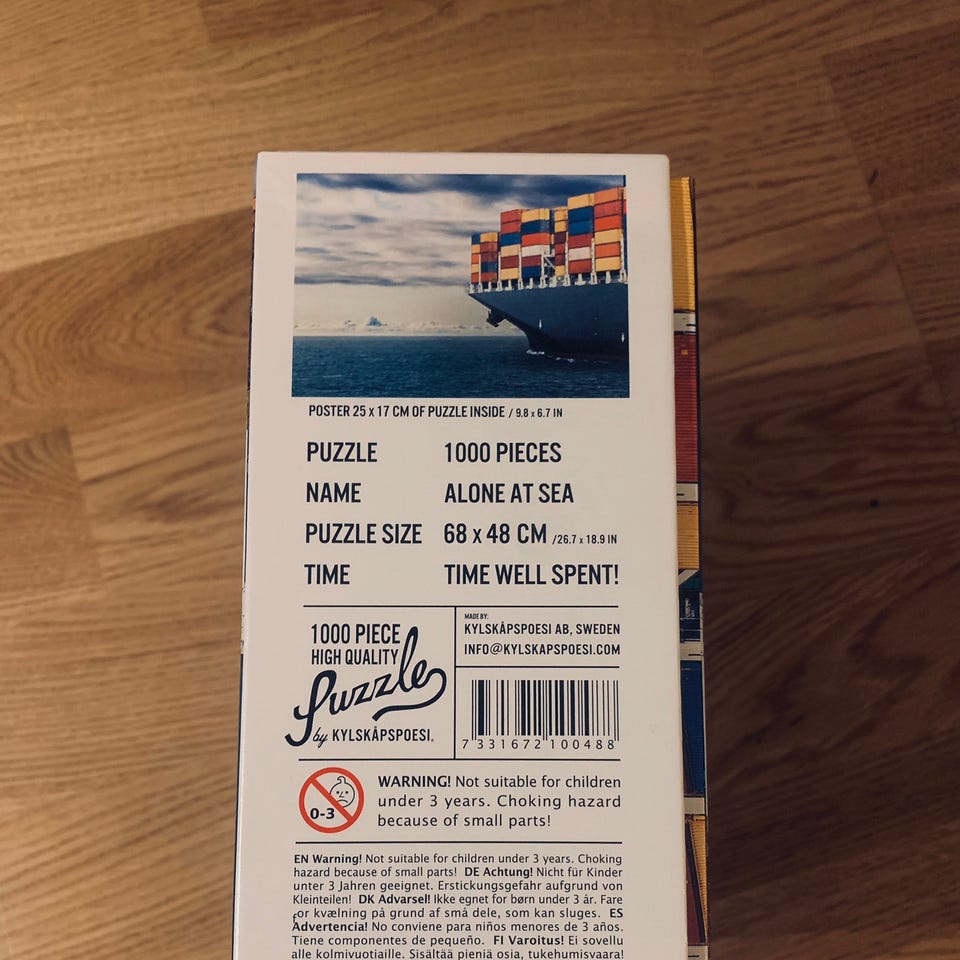 POSTER 25 x 17 CM OF PUZZLE INSIDE / 9.8 x 6.7 IN
PUZZLE 1000 PIECES
NAME ALONE AT SEA
PUZZLE SIZE 68 x 48 CM /26.7 x 18.9 IN
TIME TIME WELL SPENT!
1000 PIECE
HIGH QUALITY
Puzzle
by KYLSKÅPSPOESI®
MADE BY:
KYLSKÅPSPOESI AB, SWEDEN
INFO@KYLSKAPSPOESI.COM
7 331672 100488
0-3
WARNING! Not suitable for children
under 3 years. Choking hazard
because of small parts!
EN Warning! Not suitable for children under 3 years. Choking
hazard because of small parts! DE Achtung! Nicht für Kinder
unter 3 Jahren geeignet. Erstickungsgefahr aufgrund von
Kleinteilen! DK Advarsel! Ikke egnet for børn under 3 år. Fare
for kvælning på grund af små dele, som kan sluges. ES
Advertencia! No conviene para niños menores de 3 años.
Tiene componentes de pequeño. FI Varoitus! Ei sovellu
alle kolmivuotiaille. Sisältää pieniä osia, tukehumisvaara!